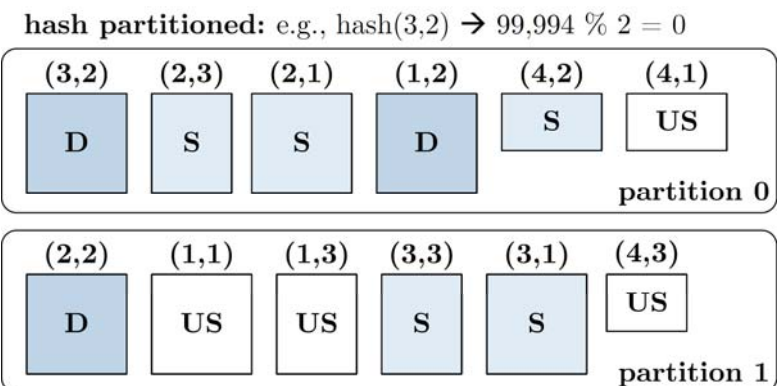 hash partitioned: e.g., hash(3,2) → 99,994 % 2 = 0
(3,2) (2,3) (2,1) (1,2) (4,2) (4,1)
D S S D S US
partition 0
(2,2) (1,1) (1,3) (3,3) (3,1) (4,3)
D US US S S US
partition 1